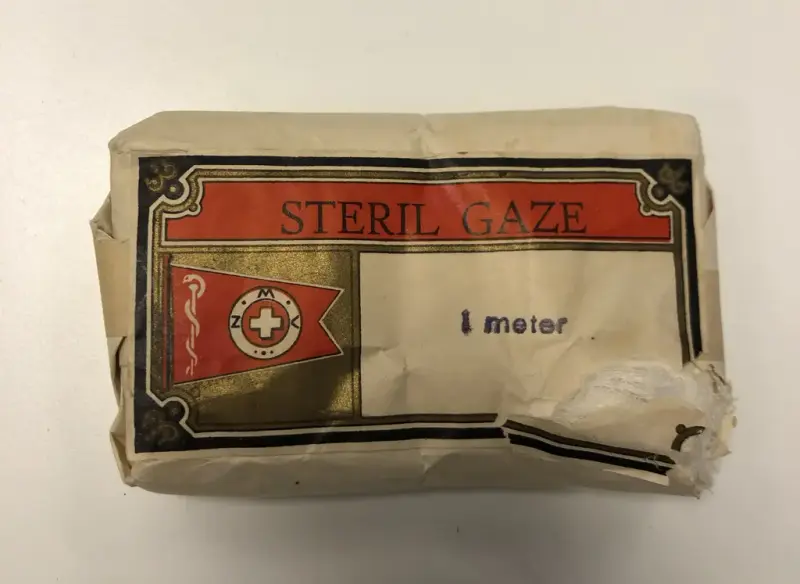 STERIL GAZE
N M V
1 meter